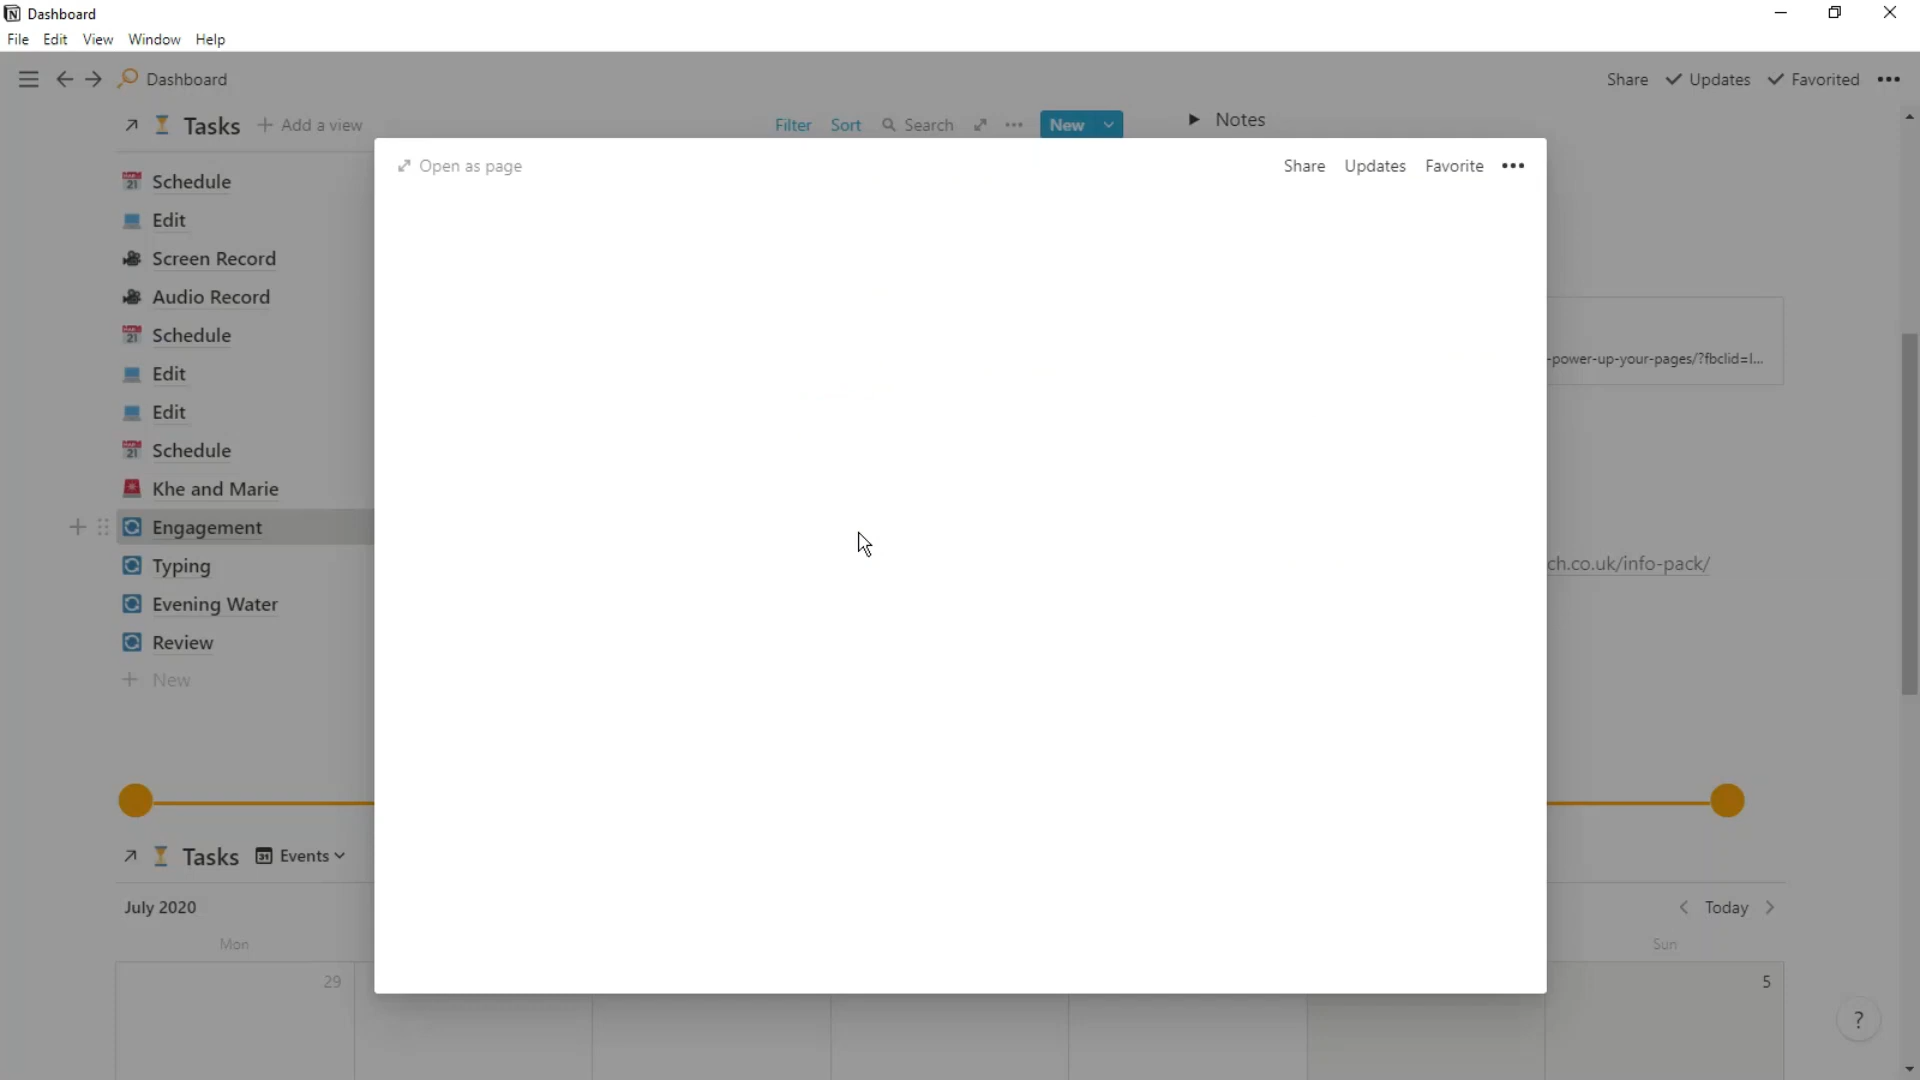 Dashboard
File Edit View Window Help
Dashboard
Share Updates Favorited
Tasks + Add a view
Filter Sort Search New
Notes
Open as page
Share Updates Favorite
Schedule
Edit
Screen Record
Audio Record
Schedule
-power-up-your-pages/?fbclid=I...
Edit
Edit
Schedule
Khe and Marie
Engagement
Typing
ch.co.uk/info-pack/
Evening Water
Review
+ New
Tasks 31 Events
July 2020
Today
Mon
Sun
29
5
?